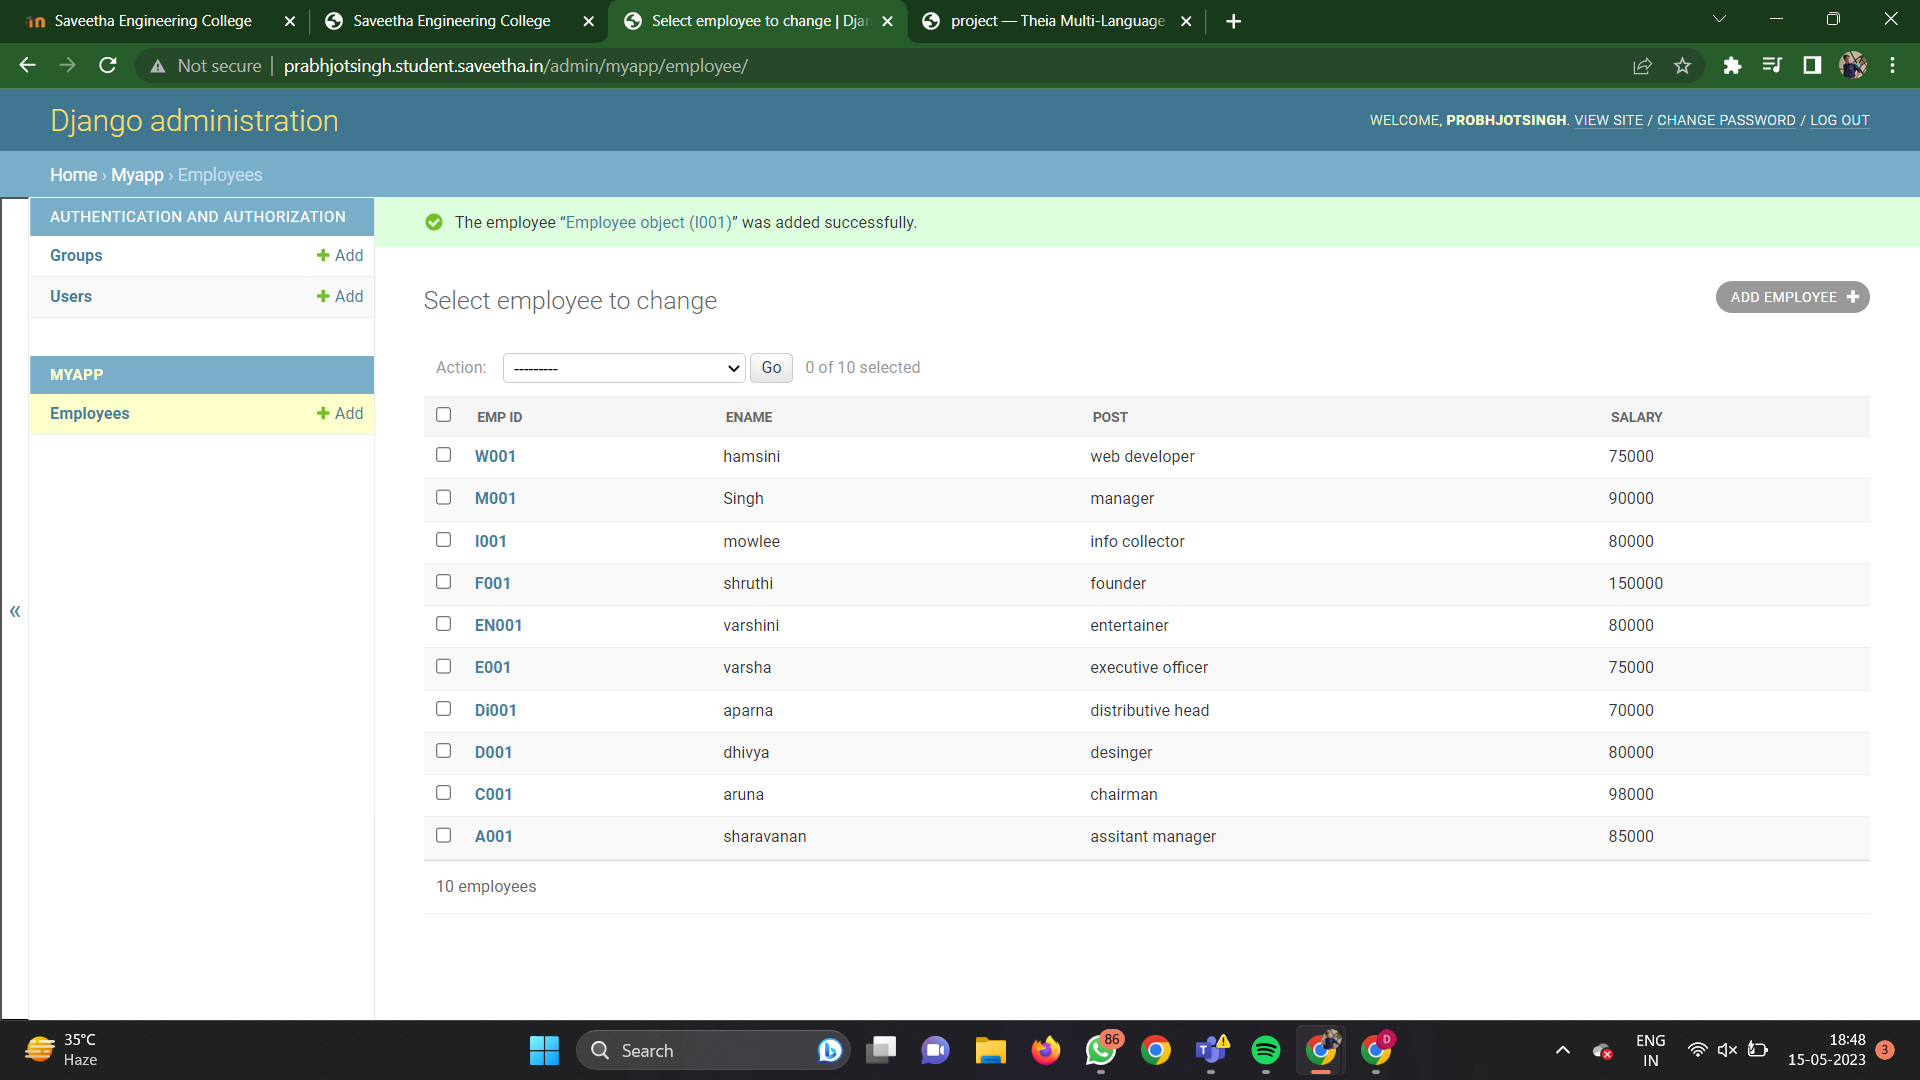 Saveetha Engineering College
Saveetha Engineering College
Select employee to change | Djan
project — Theia Multi-Language
Not secure
prabhjotsingh.student.saveetha.in/admin/myapp/employee/
Django administration
WELCOME, PROBHJOTSINGH. VIEW SITE / CHANGE PASSWORD / LOG OUT
Home › Myapp › Employees
AUTHENTICATION AND AUTHORIZATION
Groups + Add
Users + Add
MYAPP
Employees + Add
«
The employee “Employee object (I001)” was added successfully.
Select employee to change
ADD EMPLOYEE +
Action: --------- Go 0 of 10 selected
EMP ID ENAME POST SALARY
W001 hamsini web developer 75000
M001 Singh manager 90000
I001 mowlee info collector 80000
F001 shruthi founder 150000
EN001 varshini entertainer 80000
E001 varsha executive officer 75000
Di001 aparna distributive head 70000
D001 dhivya desinger 80000
C001 aruna chairman 98000
A001 sharavanan assitant manager 85000
10 employees
35°C
Haze
Search
86
T
D
ENG
IN
18:48
15-05-2023
3